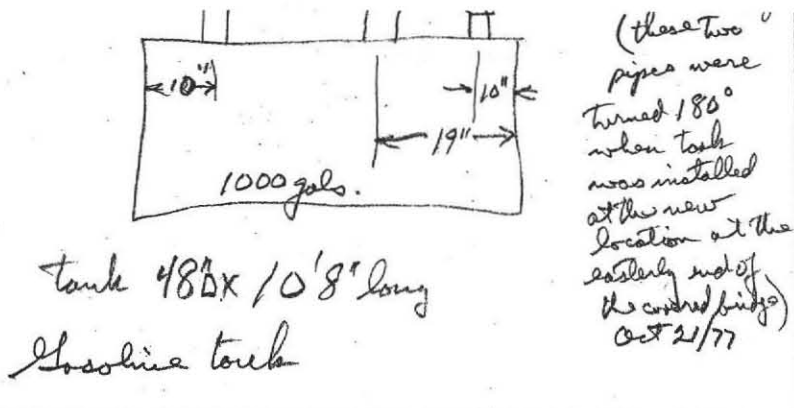 10"
10"
19"
1000 gals.
tank 48"D x 10'8" long
Gasoline tank
(these two
pipes were
turned 180°
when tank
was installed
at the new
location at the
easterly end of
the covered bridge)
Oct 21/77